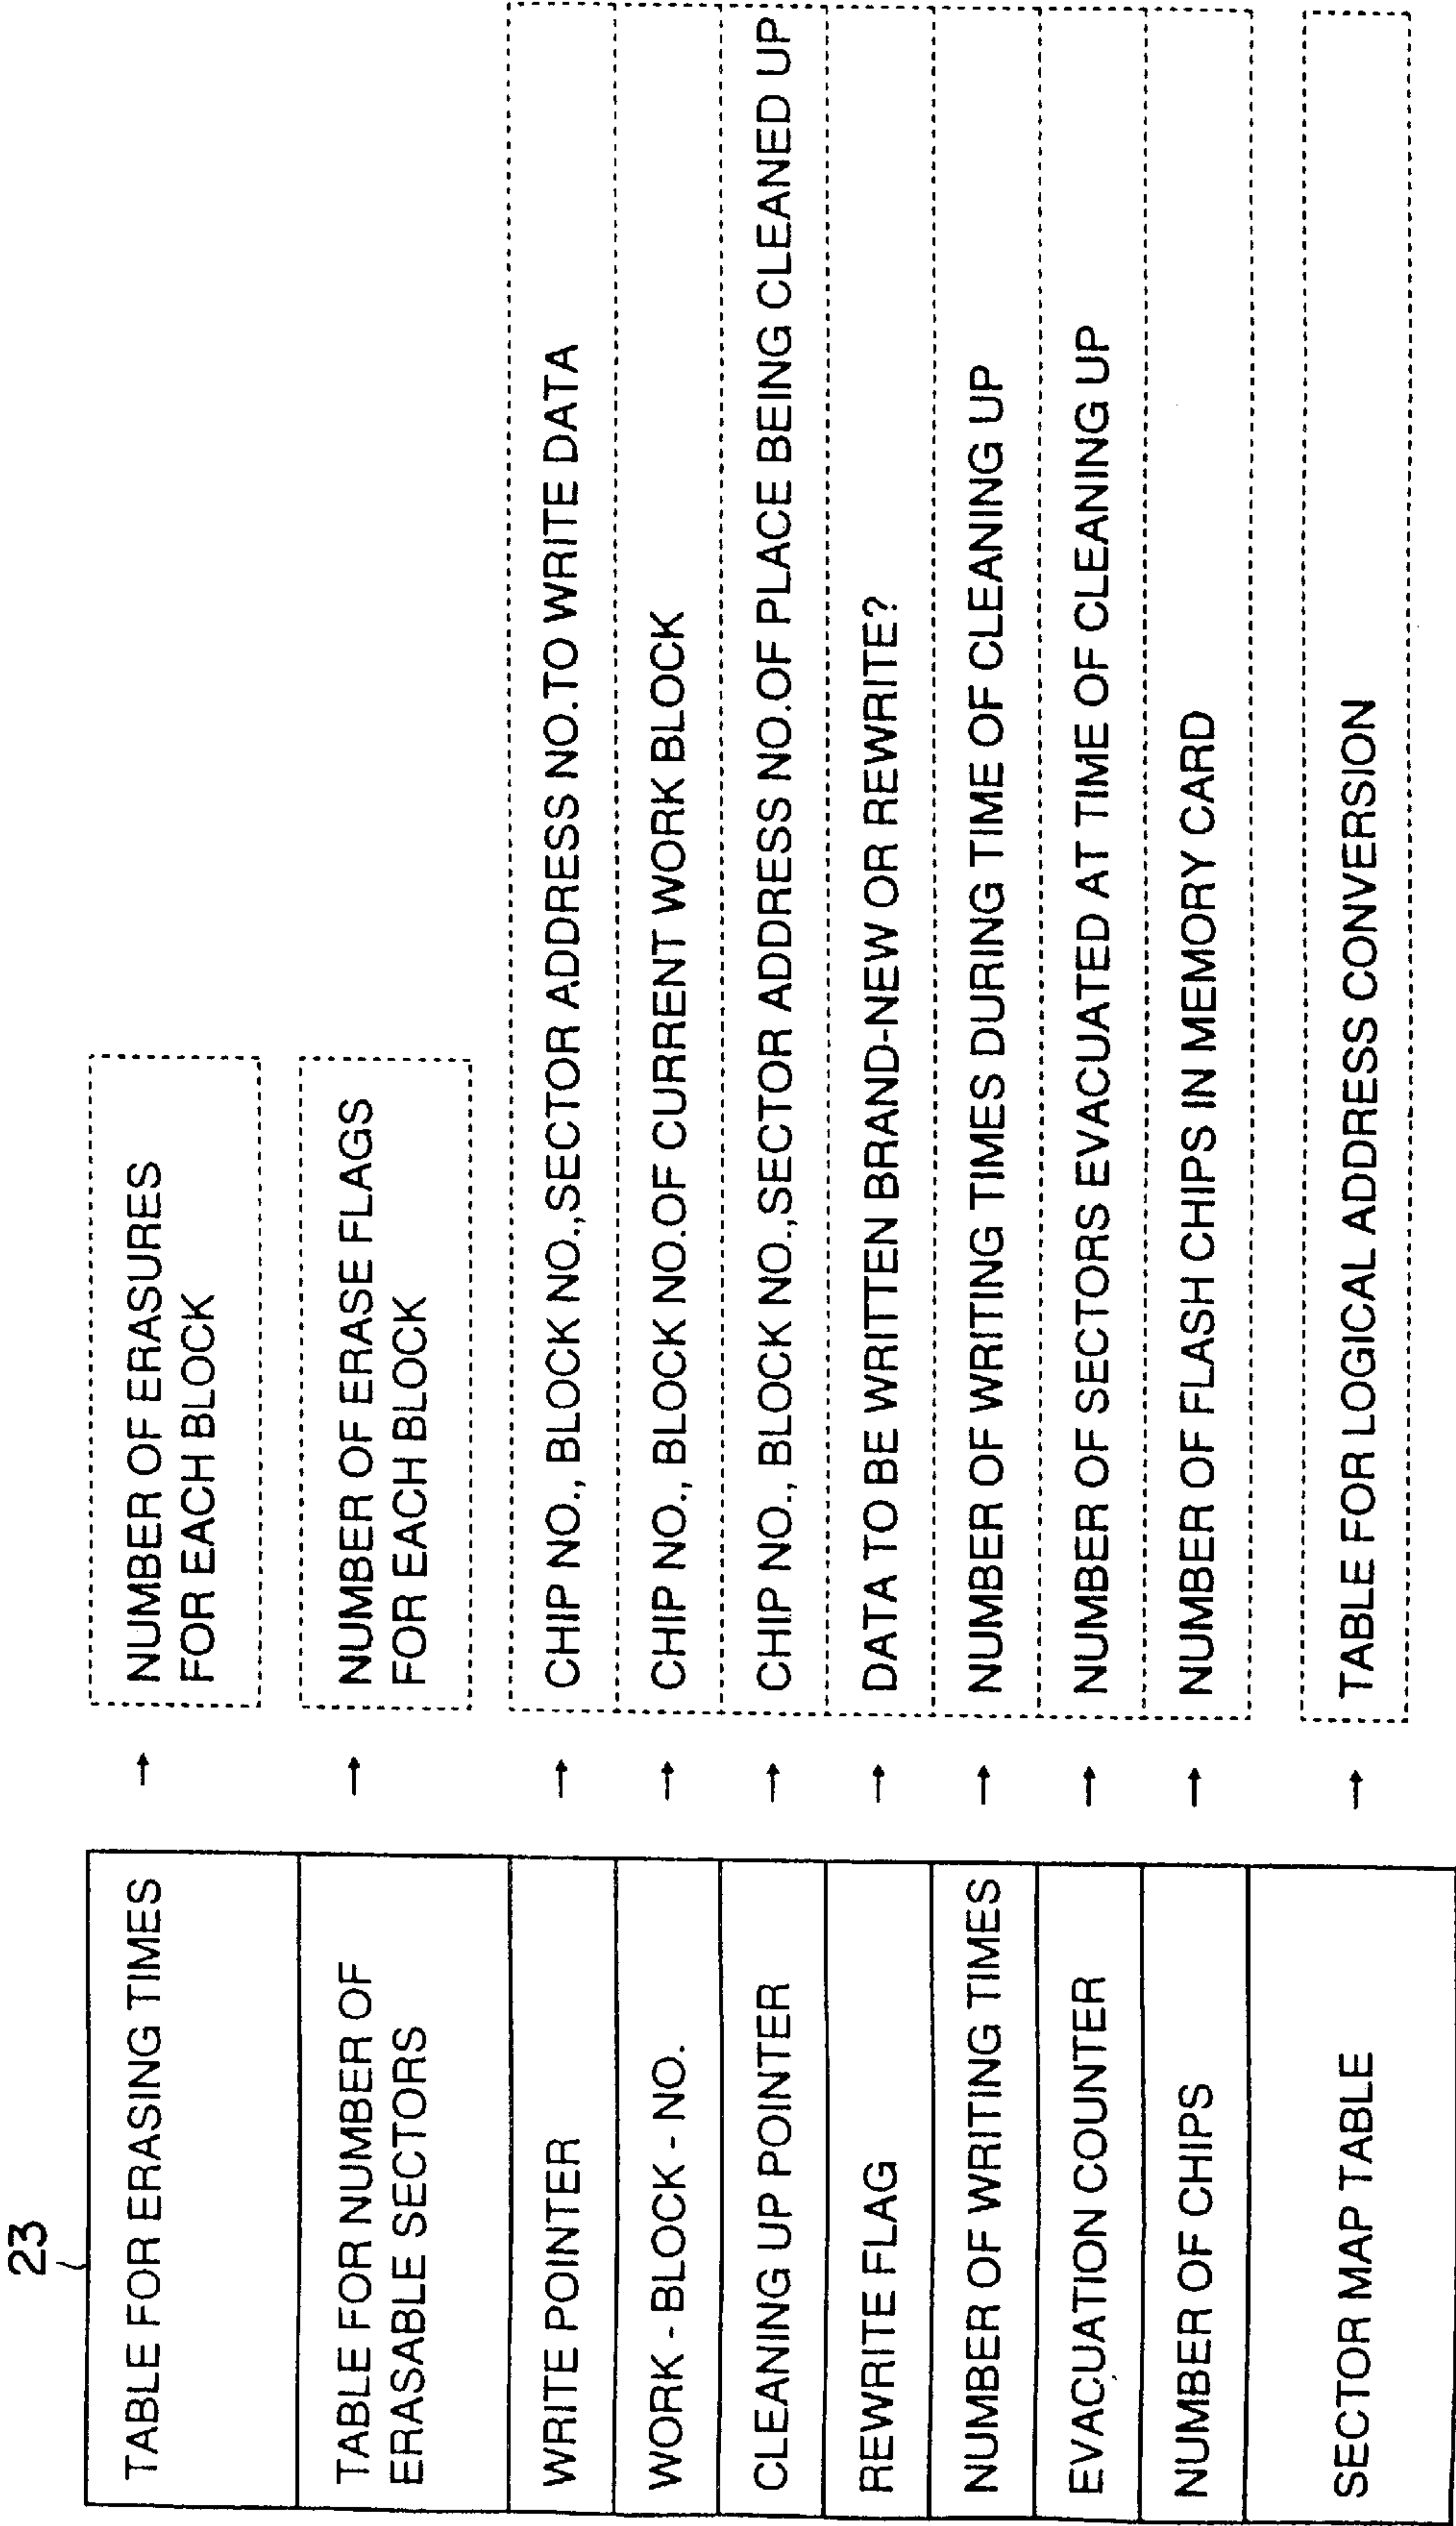 23
TABLE FOR ERASING TIMES
→ NUMBER OF ERASURES
FOR EACH BLOCK
TABLE FOR NUMBER OF
ERASABLE SECTORS
→ NUMBER OF ERASE FLAGS
FOR EACH BLOCK
WRITE POINTER → CHIP NO., BLOCK NO.,SECTOR ADDRESS NO.TO WRITE DATA
WORK - BLOCK - NO. → CHIP NO., BLOCK NO.OF CURRENT WORK BLOCK
CLEANING UP POINTER → CHIP NO., BLOCK NO.,SECTOR ADDRESS NO.OF PLACE BEING CLEANED UP
REWRITE FLAG → DATA TO BE WRITTEN BRAND-NEW OR REWRITE?
NUMBER OF WRITING TIMES → NUMBER OF WRITING TIMES DURING TIME OF CLEANING UP
EVACUATION COUNTER → NUMBER OF SECTORS EVACUATED AT TIME OF CLEANING UP
NUMBER OF CHIPS → NUMBER OF FLASH CHIPS IN MEMORY CARD
SECTOR MAP TABLE → TABLE FOR LOGICAL ADDRESS CONVERSION